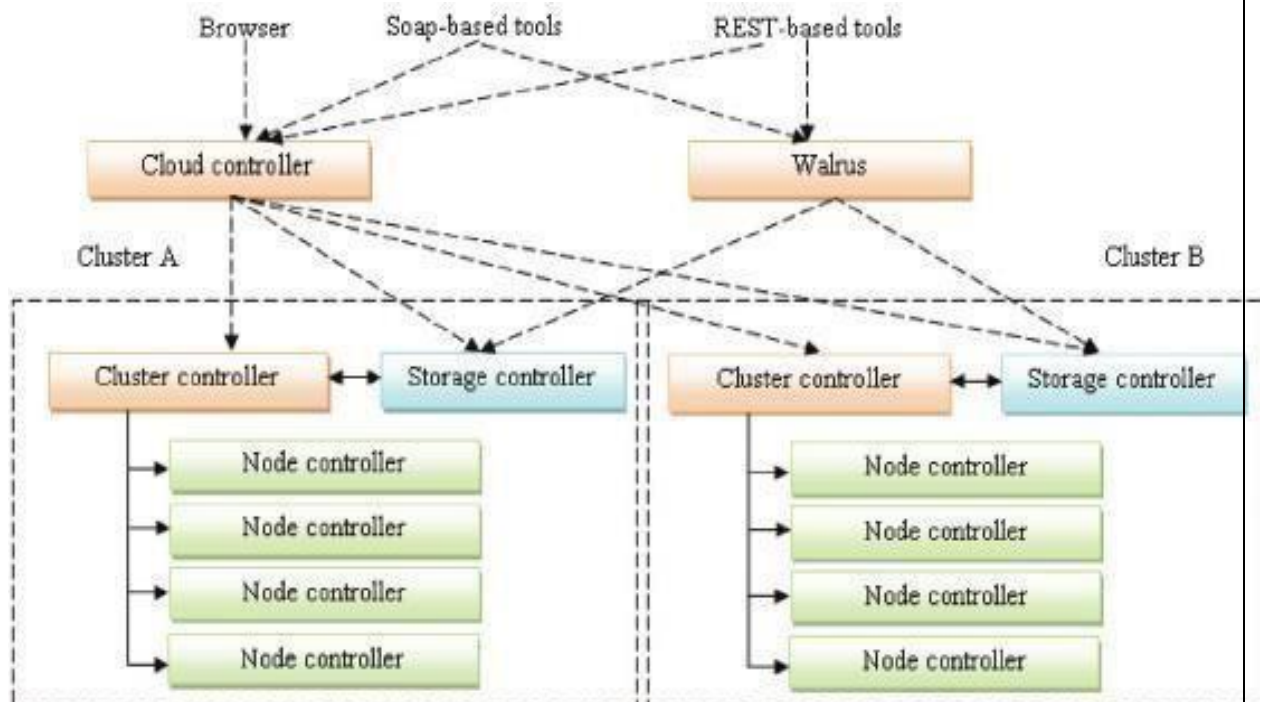 Browser
Soap-based tools
REST-based tools
Cloud controller
Walrus
Cluster A
Cluster B
Cluster controller
Storage controller
Cluster controller
Storage controller
Node controller
Node controller
Node controller
Node controller
Node controller
Node controller
Node controller
Node controller